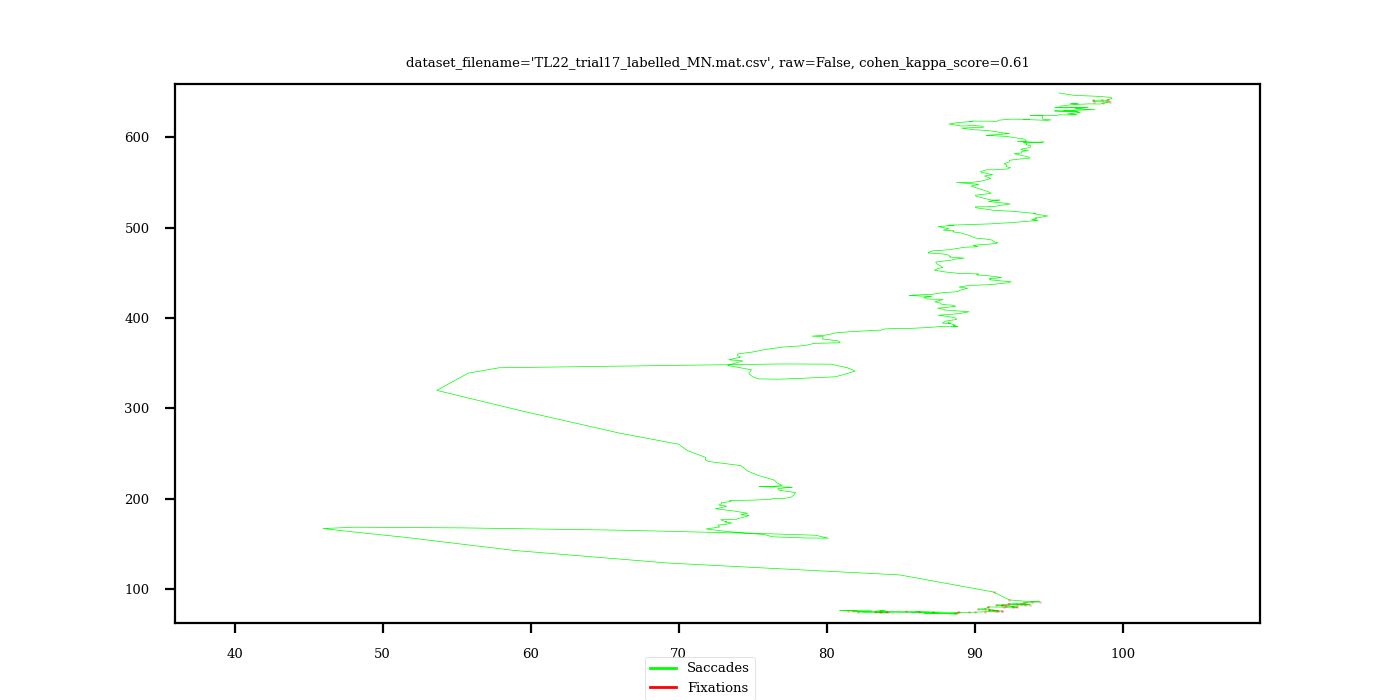 dataset_filename='TL22_trial17_labelled_MN.mat.csv', raw=False, cohen_kappa_score=0.61
600
500
400
300
200
100
40 50 60 70 80 90 100
Saccades
Fixations